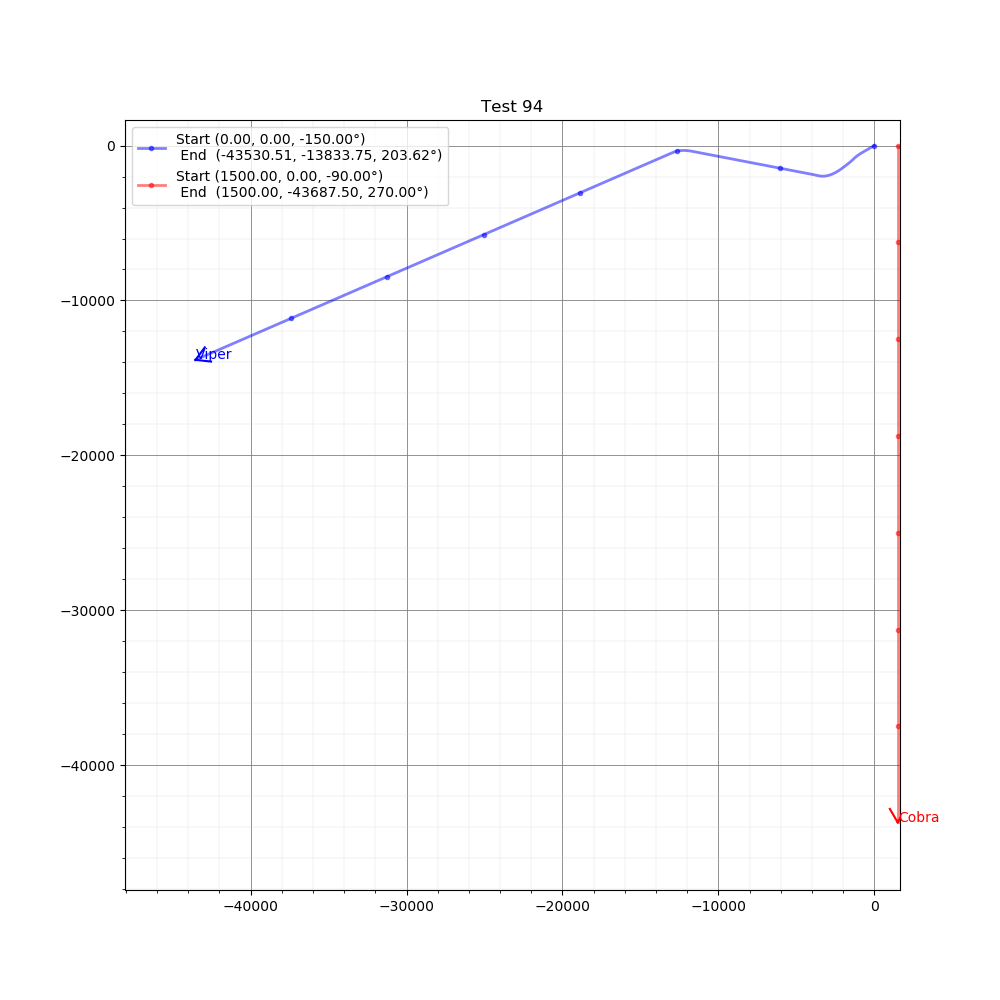 Test 94
Start (0.00, 0.00, -150.00°)
End (-43530.51, -13833.75, 203.62°)
Start (1500.00, 0.00, -90.00°)
End (1500.00, -43687.50, 270.00°)
0
−10000
−20000
−30000
−40000
Viper
Cobra
−40000
−30000
−20000
−10000
0